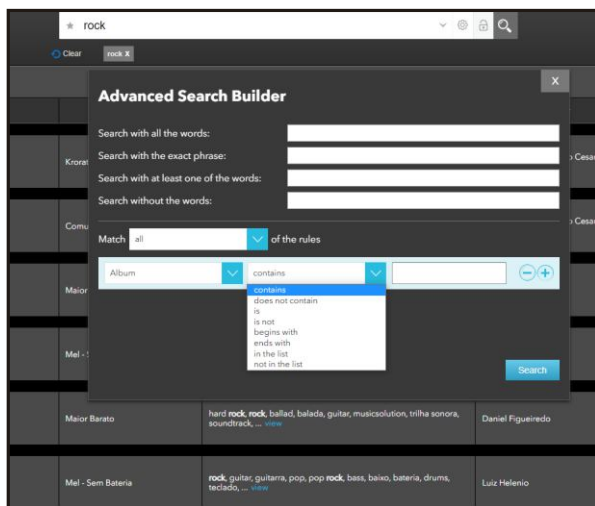 rock
Clear rock X
X
Advanced Search Builder
Search with all the words:
Search with the exact phrase:
Search with at least one of the words:
Search without the words:
Match all of the rules
Album contains
contains
does not contain
is
is not
begins with
ends with
in the list
not in the list
Search
Comu
Maior
Mel -
Maior Barato
hard rock, rock, ballad, balada, guitar, musicsolution, trilha sonora,
soundtrack, ... view
Daniel Figueiredo
Mel - Sem Bateria
rock, guitar, guitarra, pop, pop rock, bass, baixo, bateria, drums,
teclado, ... view
Luiz Helenio